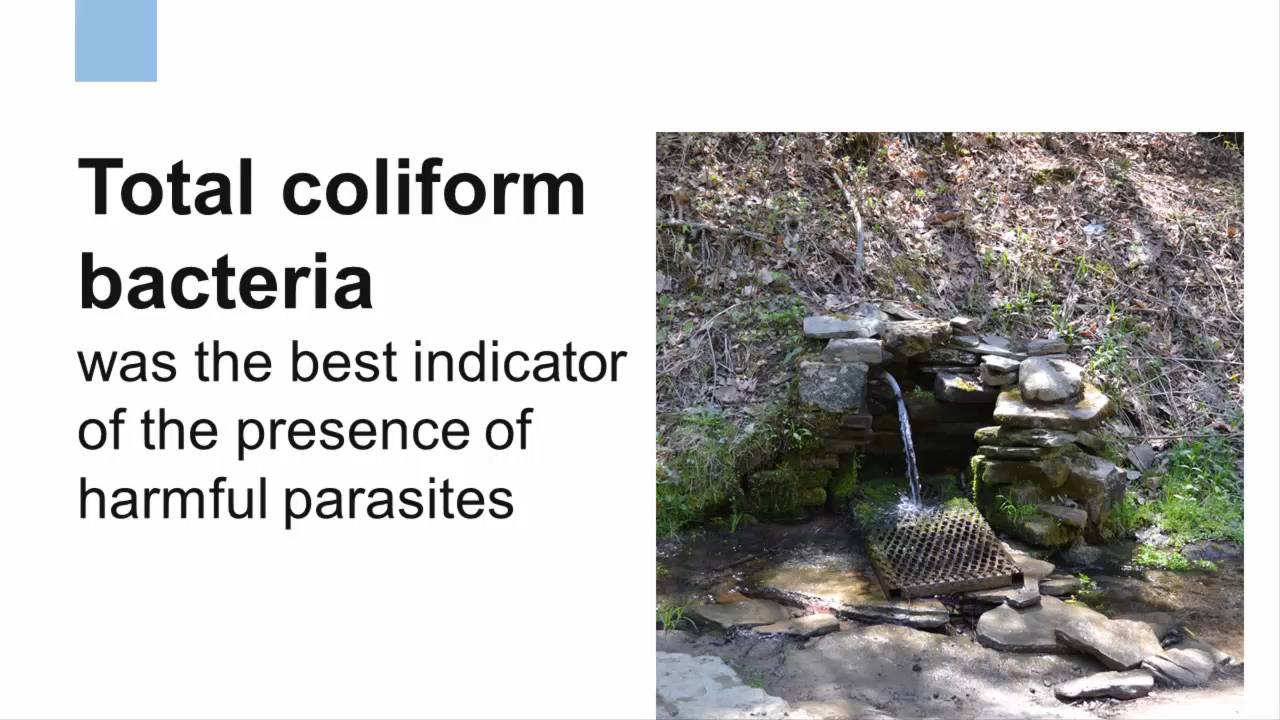 Total coliform
bacteria
was the best indicator
of the presence of
harmful parasites